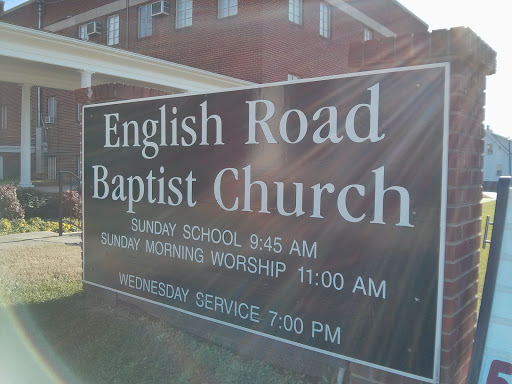 English Road
Baptist Church
SUNDAY SCHOOL 9:45 AM
SUNDAY MORNING WORSHIP 11:00 AM
WEDNESDAY SERVICE 7:00 PM